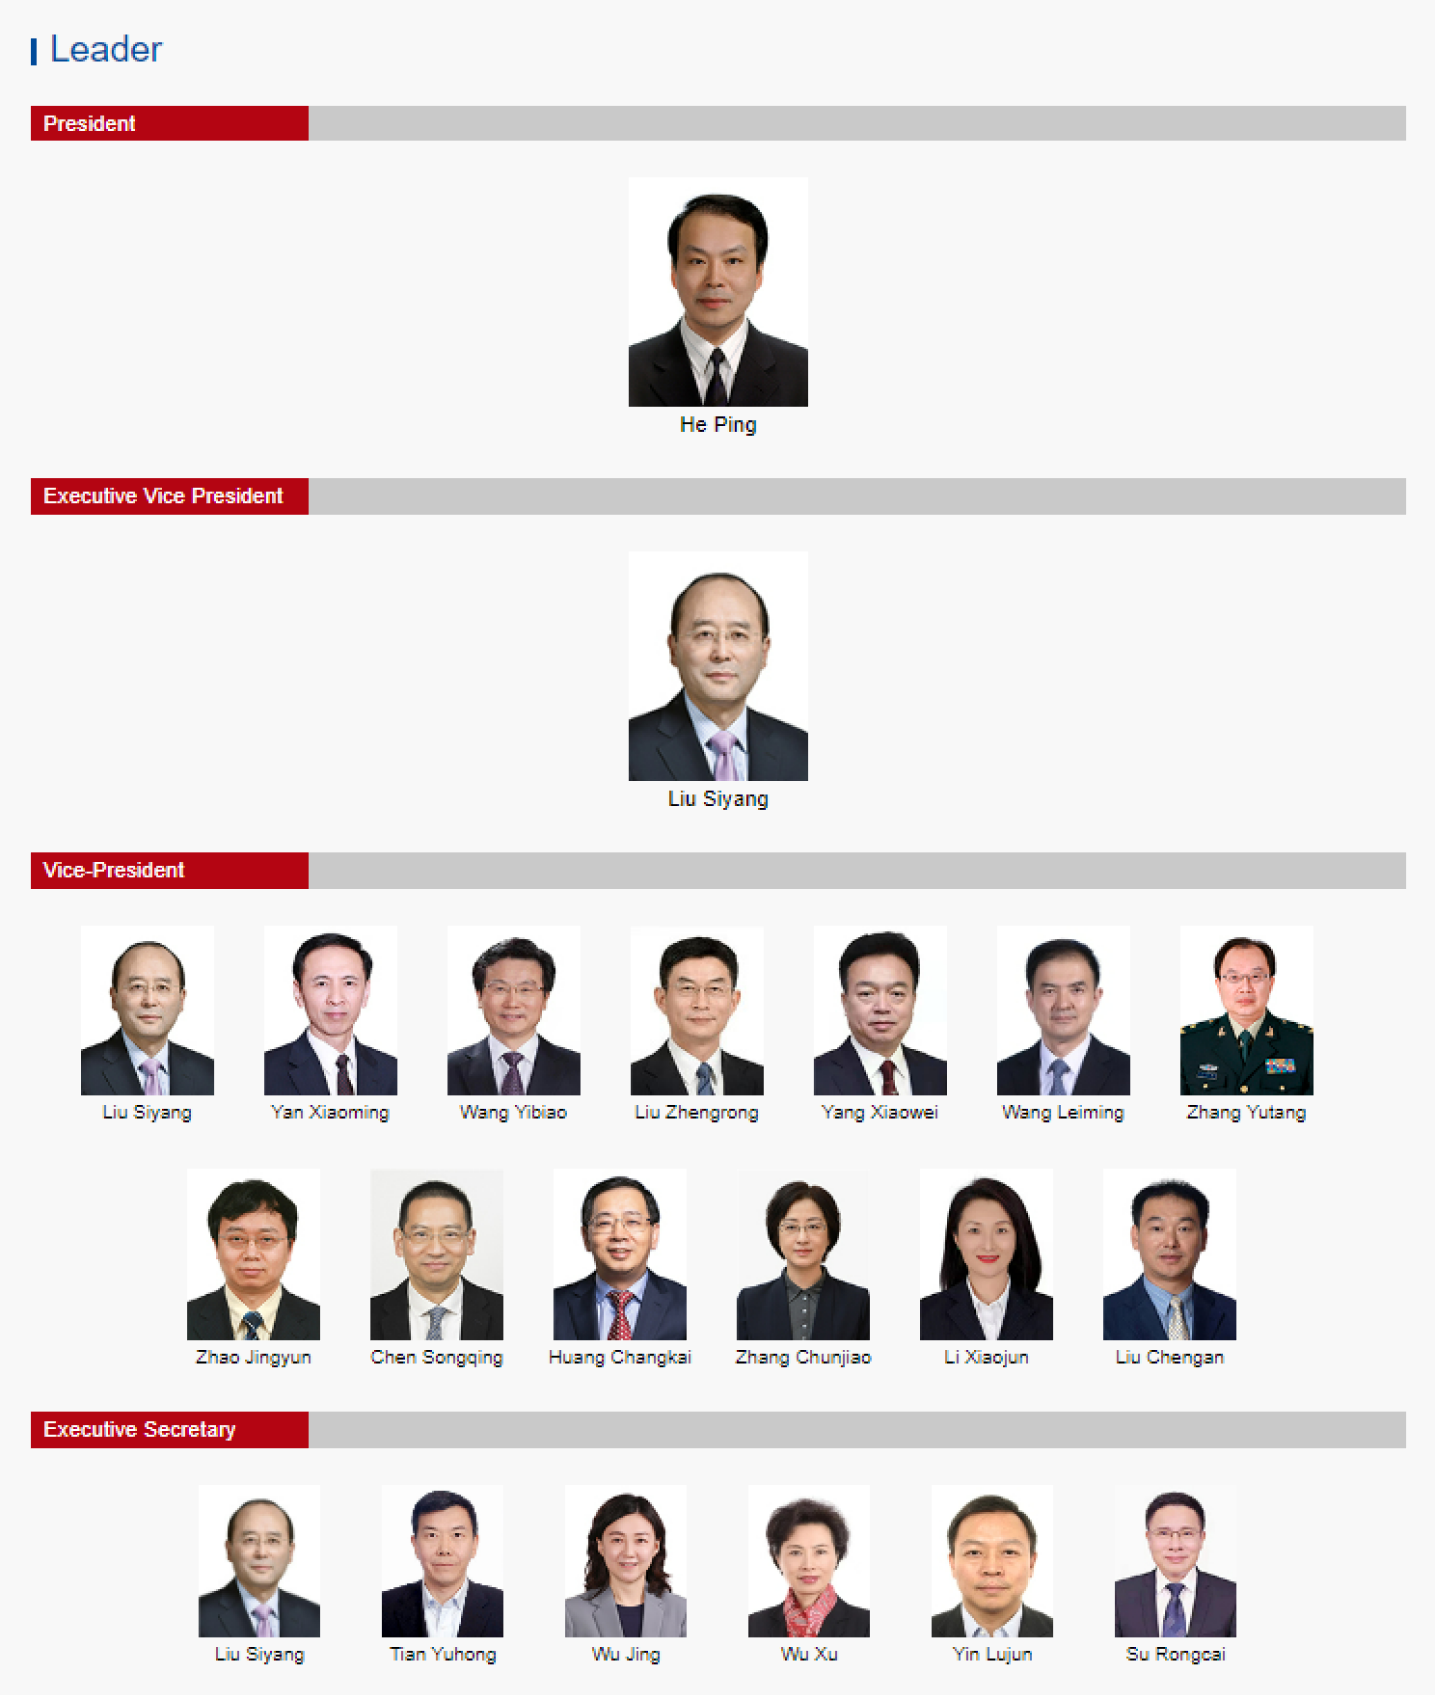 Leader
President
He Ping
Executive Vice President
Liu Siyang
Vice-President
Liu Siyang Yan Xiaoming Wang Yibiao Liu Zhengrong Yang Xiaowei Wang Leiming Zhang Yutang
Zhao Jingyun Chen Songqing Huang Changkai Zhang Chunjiao Li Xiaojun Liu Chengan
Executive Secretary
Liu Siyang Tian Yuhong Wu Jing Wu Xu Yin Lujun Su Rongcai